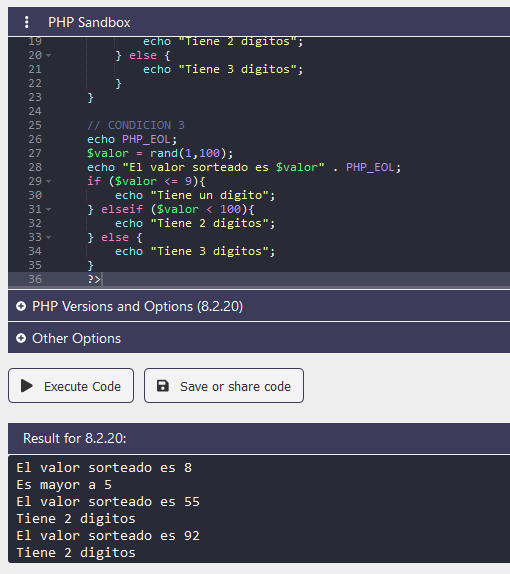 PHP Sandbox
19 echo "Tiene 2 digitos";
20 } else {
21 echo "Tiene 3 digitos";
22 }
23 }
24
25 // CONDICION 3
26 echo PHP_EOL;
27 $valor = rand(1,100);
28 echo "El valor sorteado es $valor" . PHP_EOL;
29 if ($valor <= 9){
30 echo "Tiene un digito";
31 } elseif ($valor < 100){
32 echo "Tiene 2 digitos";
33 } else {
34 echo "Tiene 3 digitos";
35 }
36 ?>
PHP Versions and Options (8.2.20)
Other Options
Execute Code
Save or share code
Result for 8.2.20:
El valor sorteado es 8
Es mayor a 5
El valor sorteado es 55
Tiene 2 digitos
El valor sorteado es 92
Tiene 2 digitos